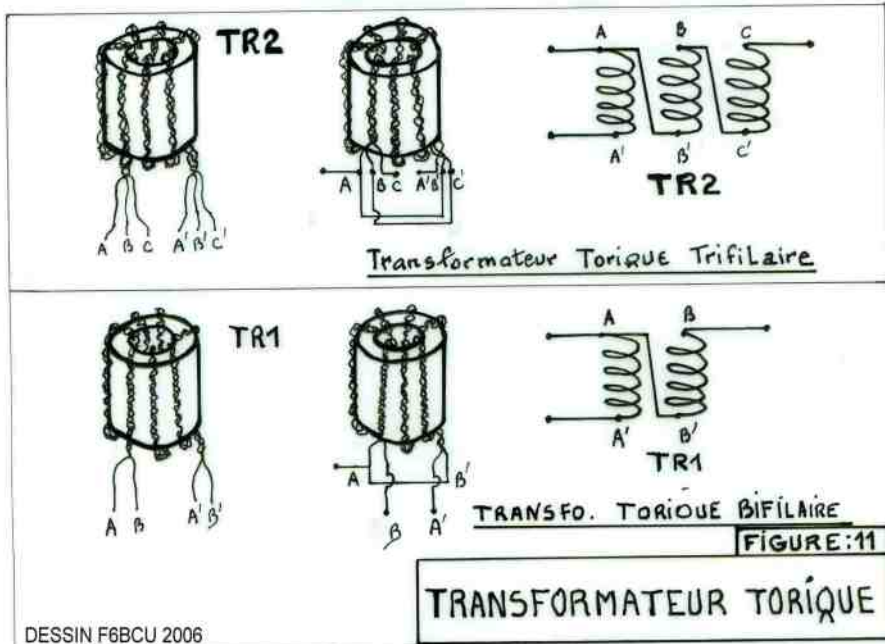 TR2
A B C
A' B' C'
A B C A' B' C'
A B C
A' B' C'
TR2
Transformateur Torique Trifilaire
TR1
A B
A' B'
A B'
B A'
A B
A' B'
TR1
TRANSFO. TORIQUE BIFILAIRE
FIGURE:11
TRANSFORMATEUR TORIQUE
DESSIN F6BCU 2006